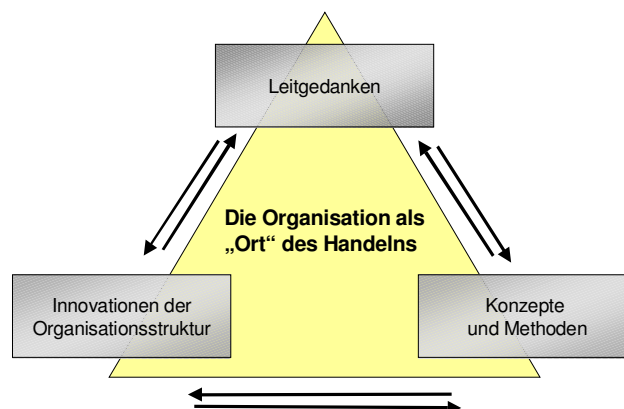 Leitgedanken
Die Organisation als
„Ort“ des Handelns
Innovationen der
Organisationsstruktur
Konzepte
und Methoden